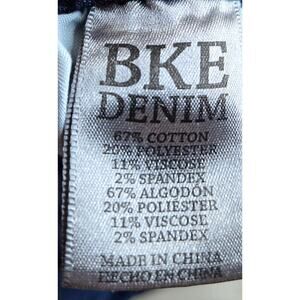 BKE
DENIM
67% COTTON
20% POLYESTER
11% VISCOSE
2% SPANDEX
67% ALGODÓN
20% POLIÉSTER
11% VISCOSE
2% SPANDEX
MADE IN CHINA
HECHO EN CHINA